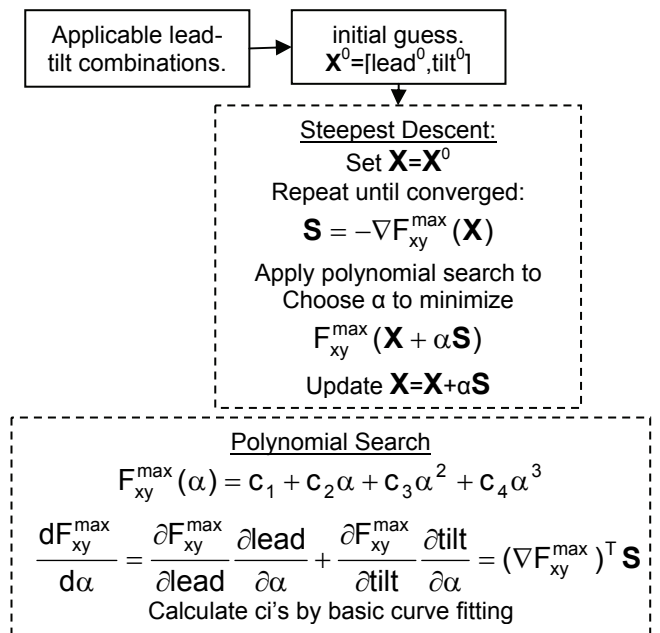 Applicable lead-
tilt combinations.
initial guess.
X⁰=[lead⁰,tilt⁰]
Steepest Descent:
Set X=X⁰
Repeat until converged:
S = −∇F_xy^max (X)
Apply polynomial search to
Choose α to minimize
F_xy^max (X + αS)
Update X=X+αS
Polynomial Search
F_xy^max (α) = c₁ + c₂α + c₃α² + c₄α³
dF_xy^max/dα = ∂F_xy^max/∂lead ∂lead/∂α + ∂F_xy^max/∂tilt ∂tilt/∂α = (∇F_xy^max)ᵀ S
Calculate ci's by basic curve fitting